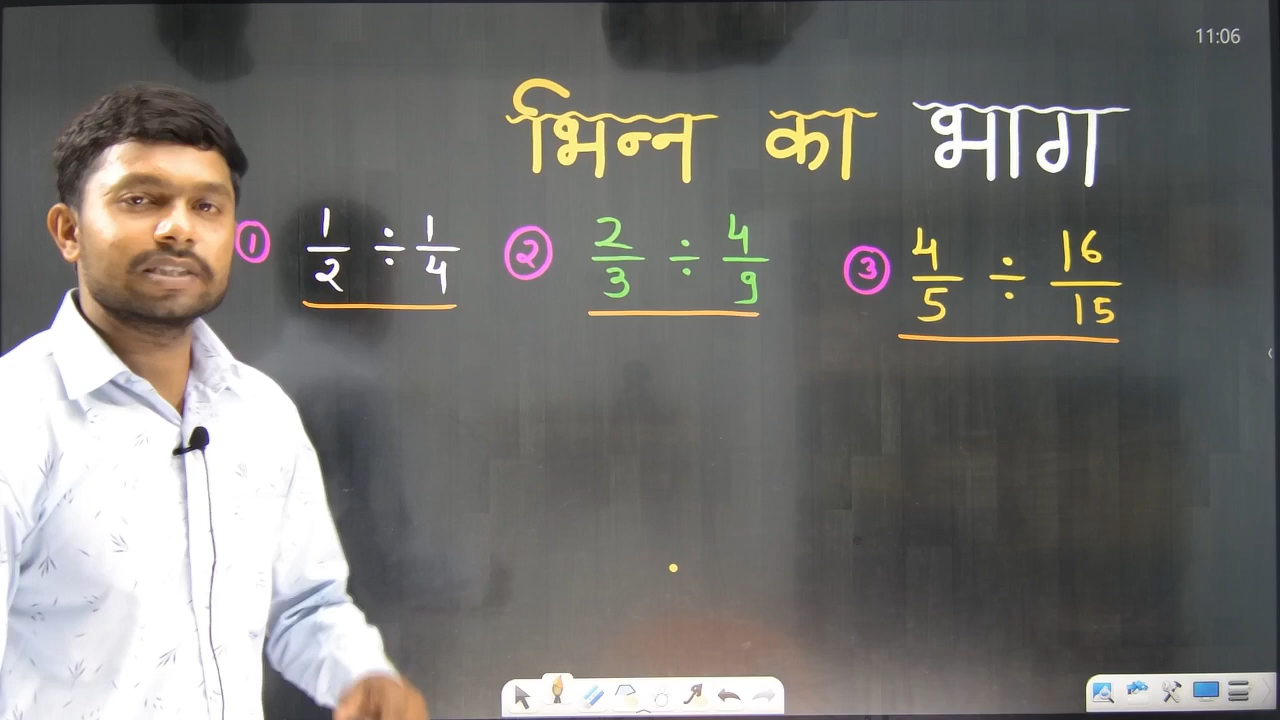 11:06
भिन्न का भाग
① 1/2 ÷ 1/4 ② 2/3 ÷ 4/9 ③ 4/5 ÷ 16/15